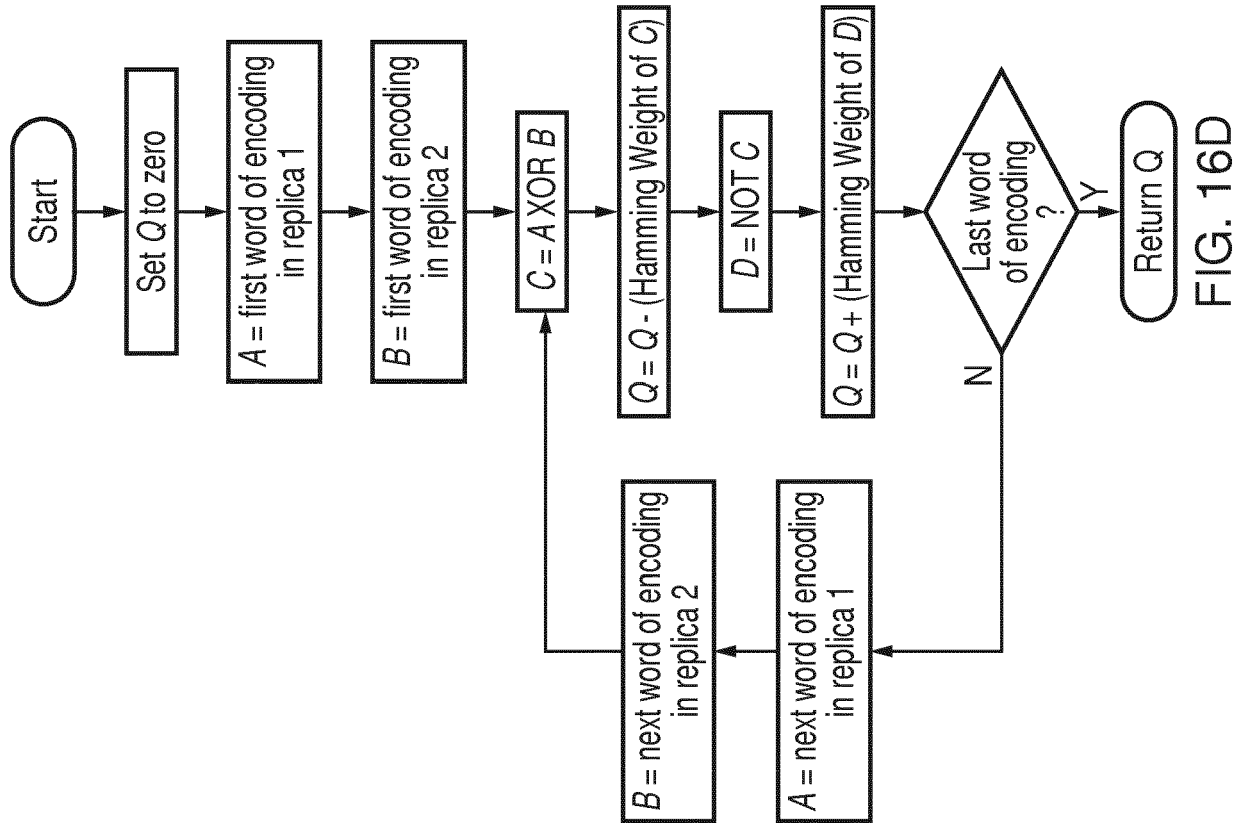 Start
Set Q to zero
A = first word of encoding
in replica 1
B = first word of encoding
in replica 2
C = A XOR B
Q = Q - (Hamming Weight of C)
D = NOT C
Q = Q + (Hamming Weight of D)
Last word
of encoding
?
N
Y
A = next word of encoding
in replica 1
B = next word of encoding
in replica 2
Return Q
FIG. 16D